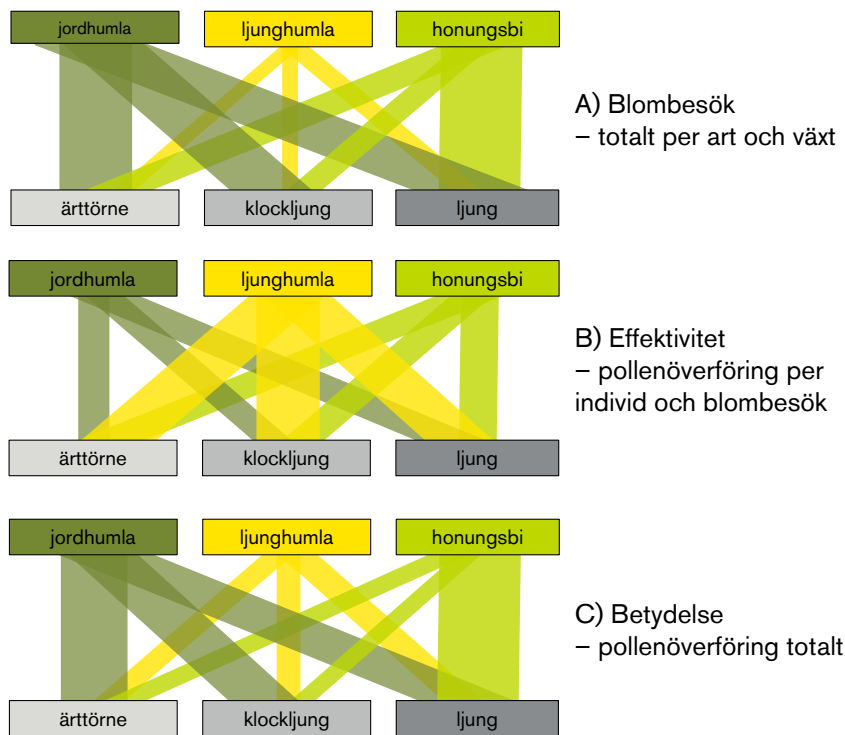 jordhumla ljunghumla honungsbi
A) Blombesök
– totalt per art och växt
ärttörne klockljung ljung
jordhumla ljunghumla honungsbi
B) Effektivitet
– pollenöverföring per
individ och blombesök
ärttörne klockljung ljung
jordhumla ljunghumla honungsbi
C) Betydelse
– pollenöverföring totalt
ärttörne klockljung ljung